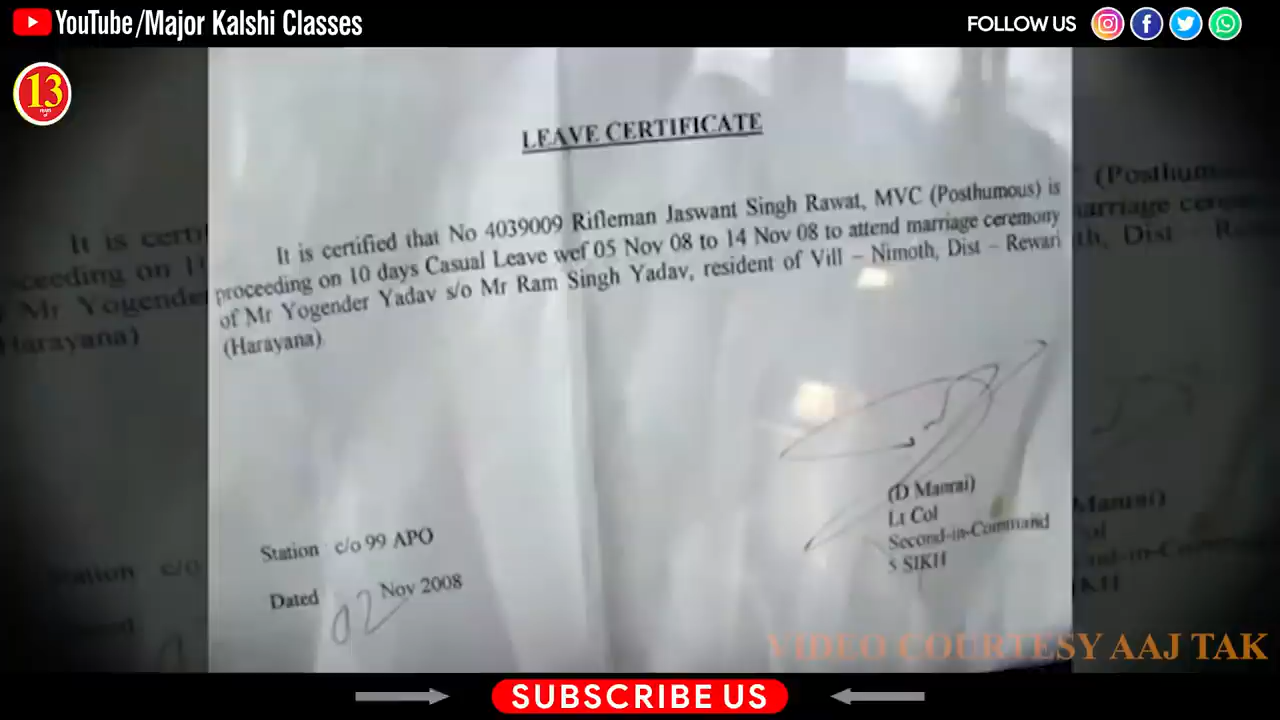 YouTube/Major Kalshi Classes
FOLLOW US
13
LEAVE CERTIFICATE
It is certified that No 4039009 Rifleman Jaswant Singh Rawat, MVC (Posthumous) is
proceeding on 10 days Casual Leave wef 05 Nov 08 to 14 Nov 08 to attend marriage ceremony
of Mr Yogender Yadav s/o Mr Ram Singh Yadav, resident of Vill – Nimoth, Dist – Rewari
(Harayana)
(D Manrai)
Lt Col
Second-in-Command
5 SIKH
Station c/o 99 APO
Dated 02 Nov 2008
VIDEO COURTESY AAJ TAK
SUBSCRIBE US